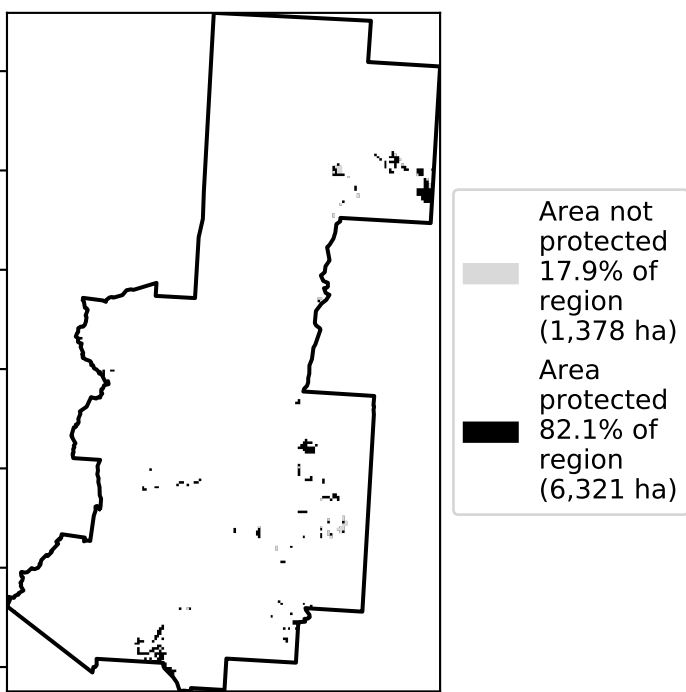 Area not
protected
17.9% of
region
(1,378 ha)
Area
protected
82.1% of
region
(6,321 ha)